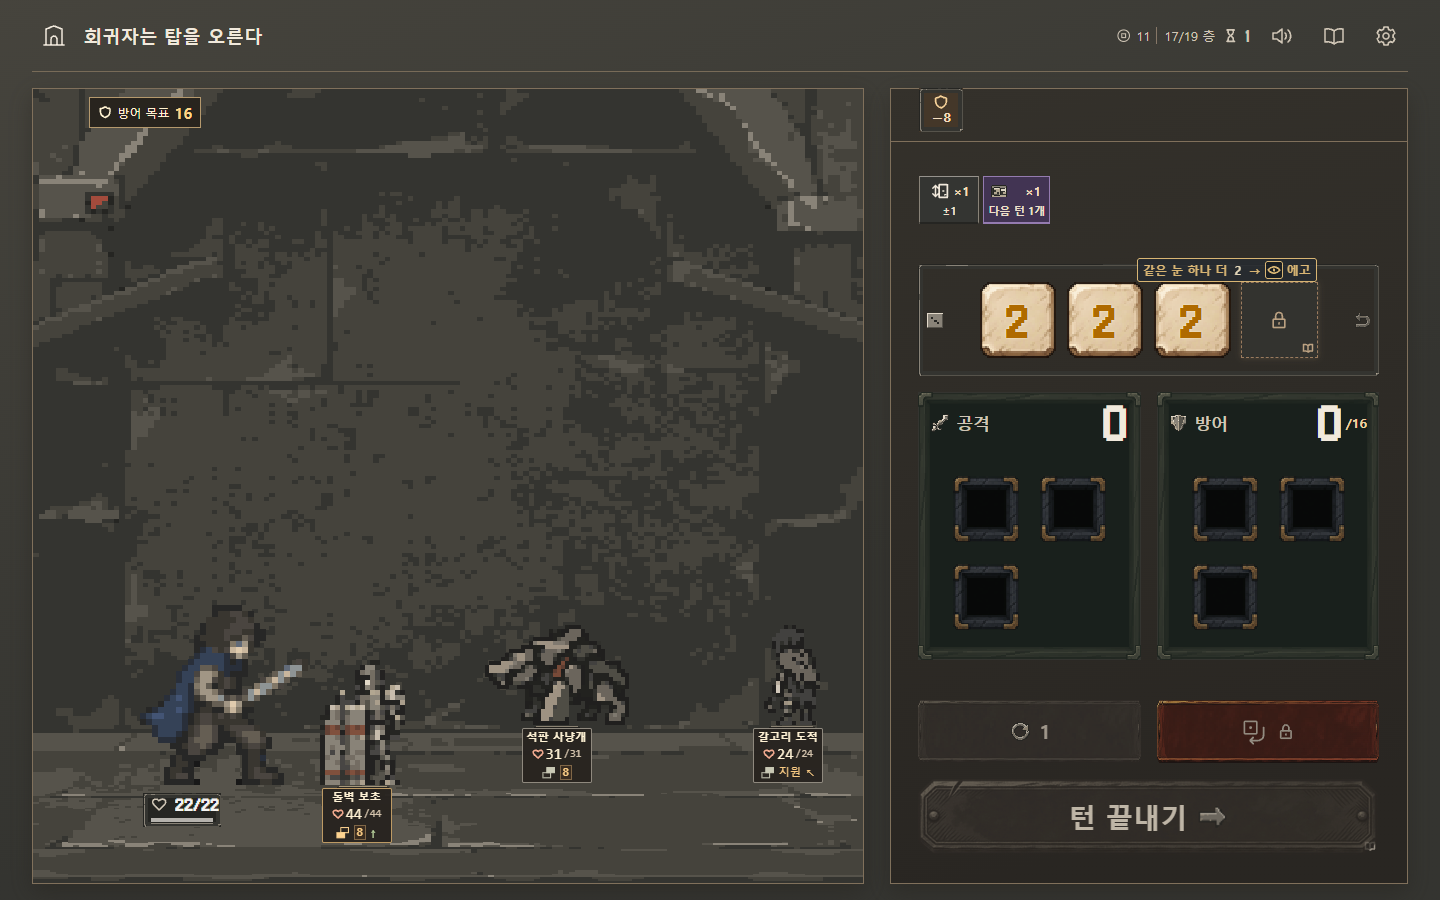 회귀자는 탑을 오른다
11 17/19 층 1
방어 목표 16
−8
×1
±1
×1
다음 턴 1개
같은 눈 하나 더 2 → 에고
2 2 2
공격 0
방어 0 /16
석판 사냥개
31/31
8
갈고리 도적
24/24
지원 ↖
돌벽 보초
44/44
8 ↑
22/22
1
턴 끝내기 →